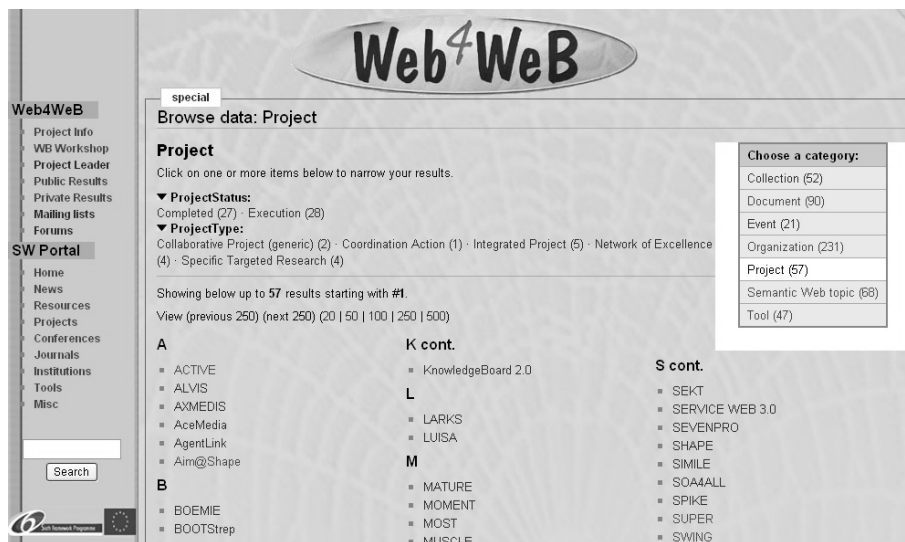 Web4WeB
Web4WeB
Project Info
WB Workshop
Project Leader
Public Results
Private Results
Mailing lists
Forums
SW Portal
Home
News
Resources
Projects
Conferences
Journals
Institutions
Tools
Misc
Search
Sixth Framework Programme
special
Browse data: Project
Project
Click on one or more items below to narrow your results.
▼ ProjectStatus:
Completed (27) · Execution (28)
▼ ProjectType:
Collaborative Project (generic) (2) · Coordination Action (1) · Integrated Project (5) · Network of Excellence
(4) · Specific Targeted Research (4)
Showing below up to 57 results starting with #1.
View (previous 250) (next 250) (20 | 50 | 100 | 250 | 500)
Choose a category:
Collection (52)
Document (90)
Event (21)
Organization (231)
Project (57)
Semantic Web topic (68)
Tool (47)
A
ACTIVE
ALVIS
AXMEDIS
AceMedia
AgentLink
Aim@Shape
B
BOEMIE
BOOTStrep
K cont.
KnowledgeBoard 2.0
L
LARKS
LUISA
M
MATURE
MOMENT
MOST
MUSCLE
S cont.
SEKT
SERVICE WEB 3.0
SEVENPRO
SHAPE
SIMILE
SOA4ALL
SPIKE
SUPER
SWING